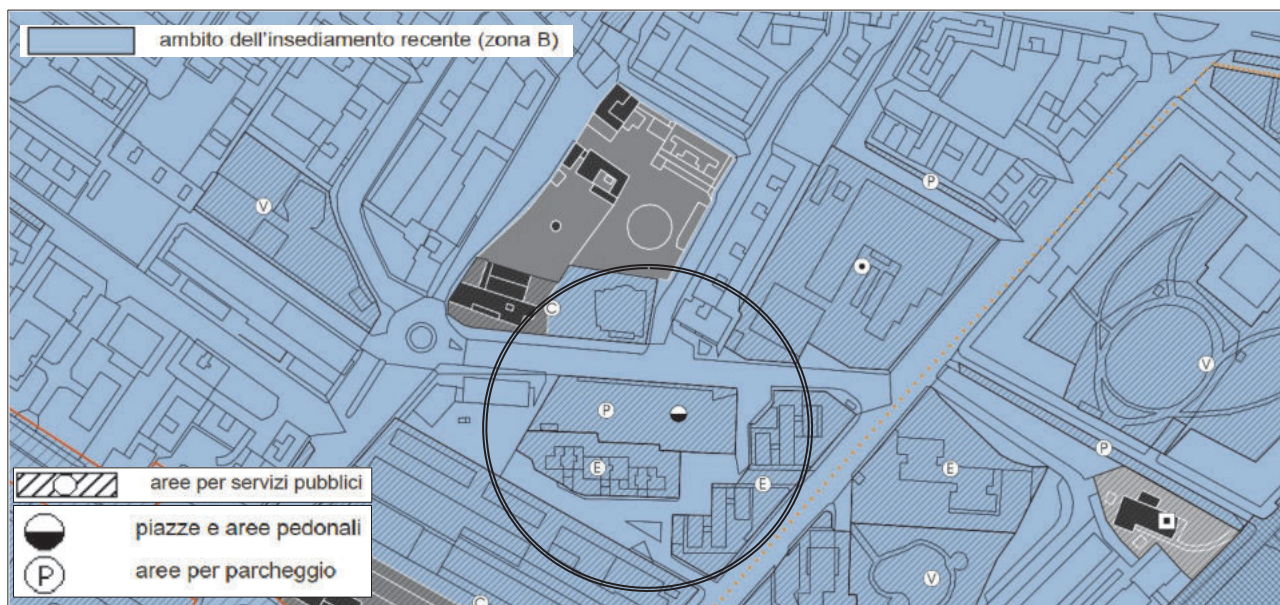 ambito dell'insediamento recente (zona B)
P
V
C
V
P
P
E
E
E
aree per servizi pubblici
piazze e aree pedonali
P
aree per parcheggio
V
C